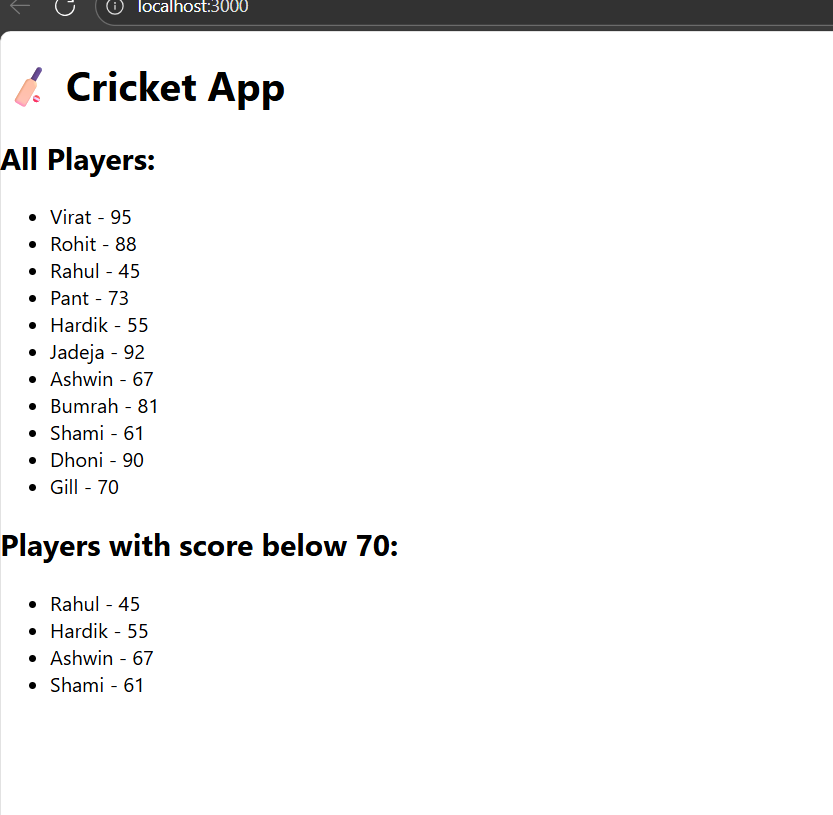 localhost:3000
Cricket App
All Players:
Virat - 95
Rohit - 88
Rahul - 45
Pant - 73
Hardik - 55
Jadeja - 92
Ashwin - 67
Bumrah - 81
Shami - 61
Dhoni - 90
Gill - 70
Players with score below 70:
Rahul - 45
Hardik - 55
Ashwin - 67
Shami - 61